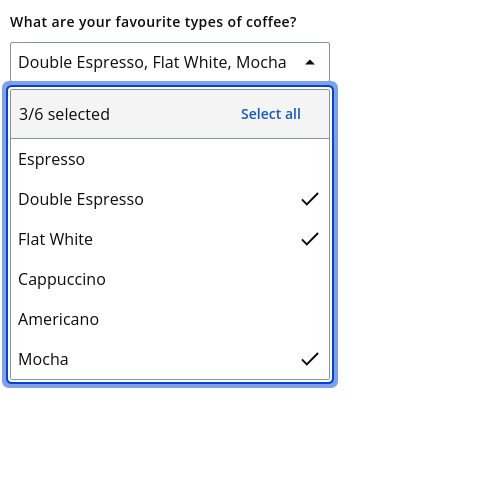 What are your favourite types of coffee?
Double Espresso, Flat White, Mocha
3/6 selected Select all
Espresso
Double Espresso
Flat White
Cappuccino
Americano
Mocha